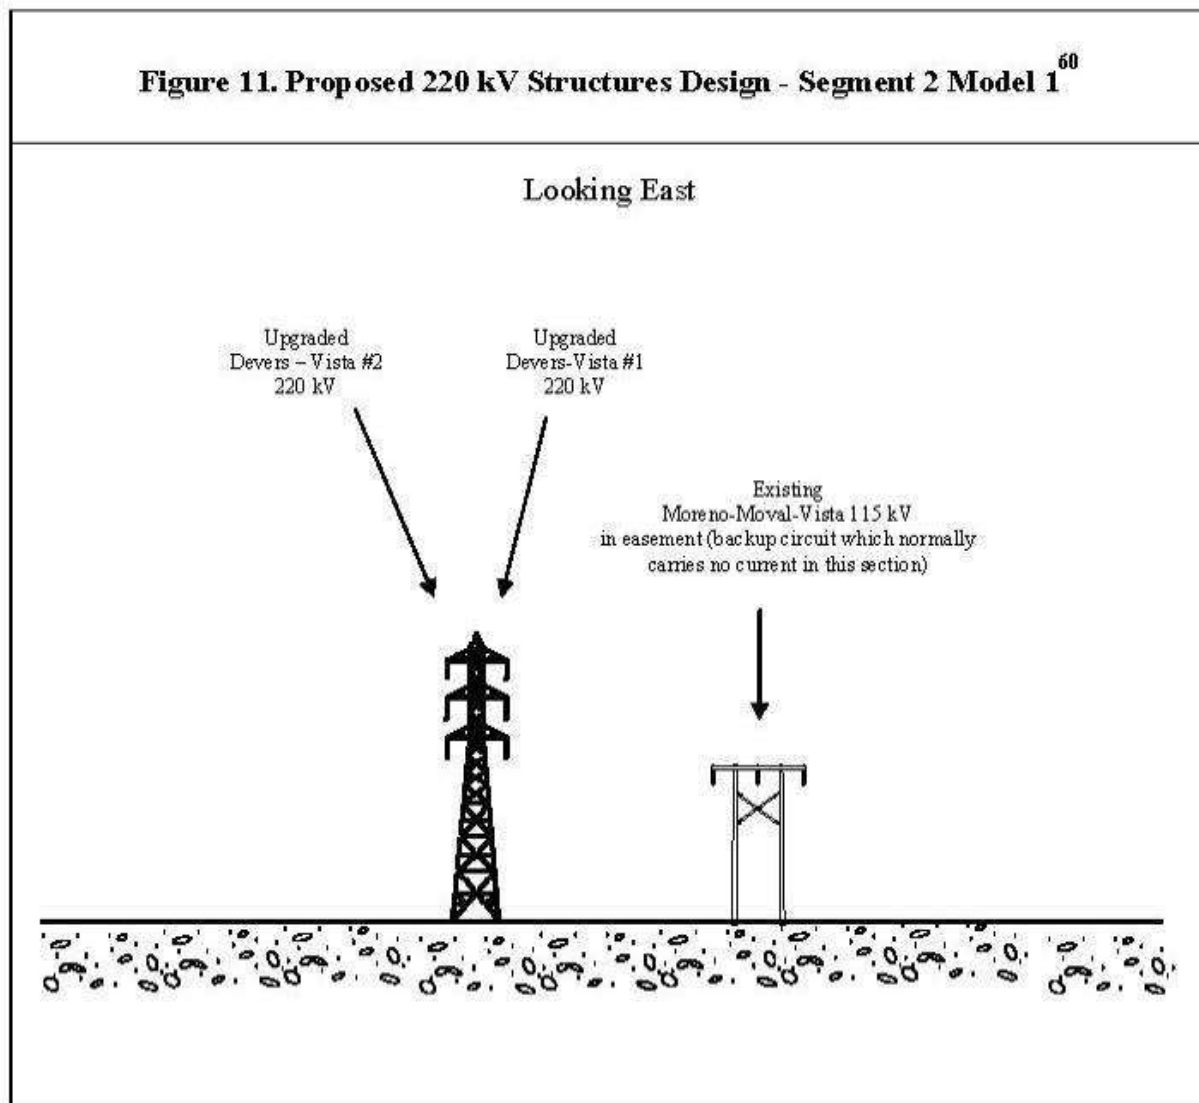 Figure 11. Proposed 220 kV Structures Design - Segment 2 Model 1⁶⁰
Looking East
Upgraded
Devers – Vista #2
220 kV
Upgraded
Devers-Vista #1
220 kV
Existing
Moreno-Moval-Vista 115 kV
in easement (backup circuit which normally
carries no current in this section)